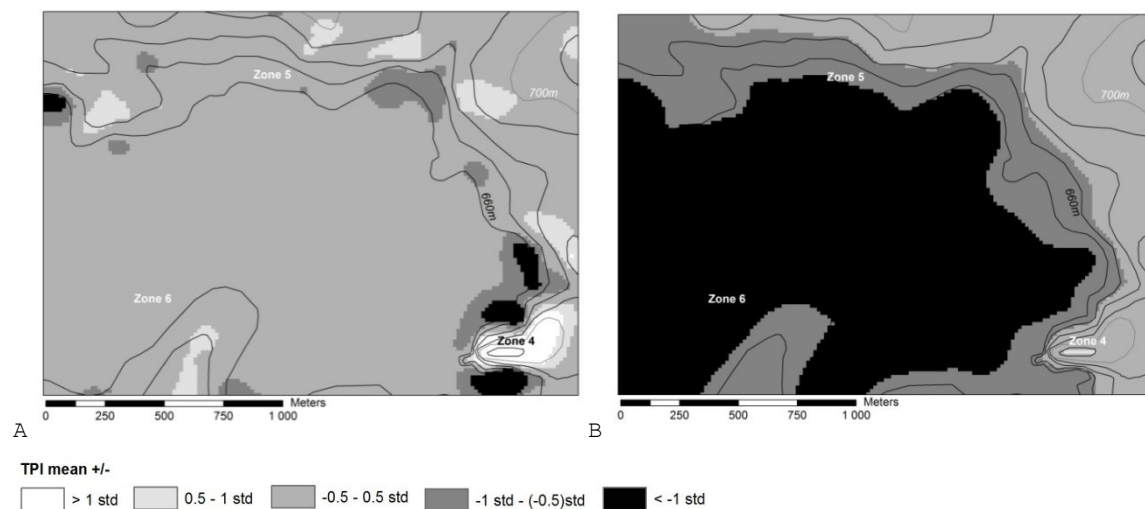 Zone 5
700m
660m
Zone 6
Zone 4
Meters
0 250 500 750 1 000
A
Zone 5
700m
660m
Zone 6
Zone 4
Meters
0 250 500 750 1 000
B
TPI mean +/-
> 1 std 0.5 - 1 std -0.5 - 0.5 std -1 std - (-0.5)std < -1 std